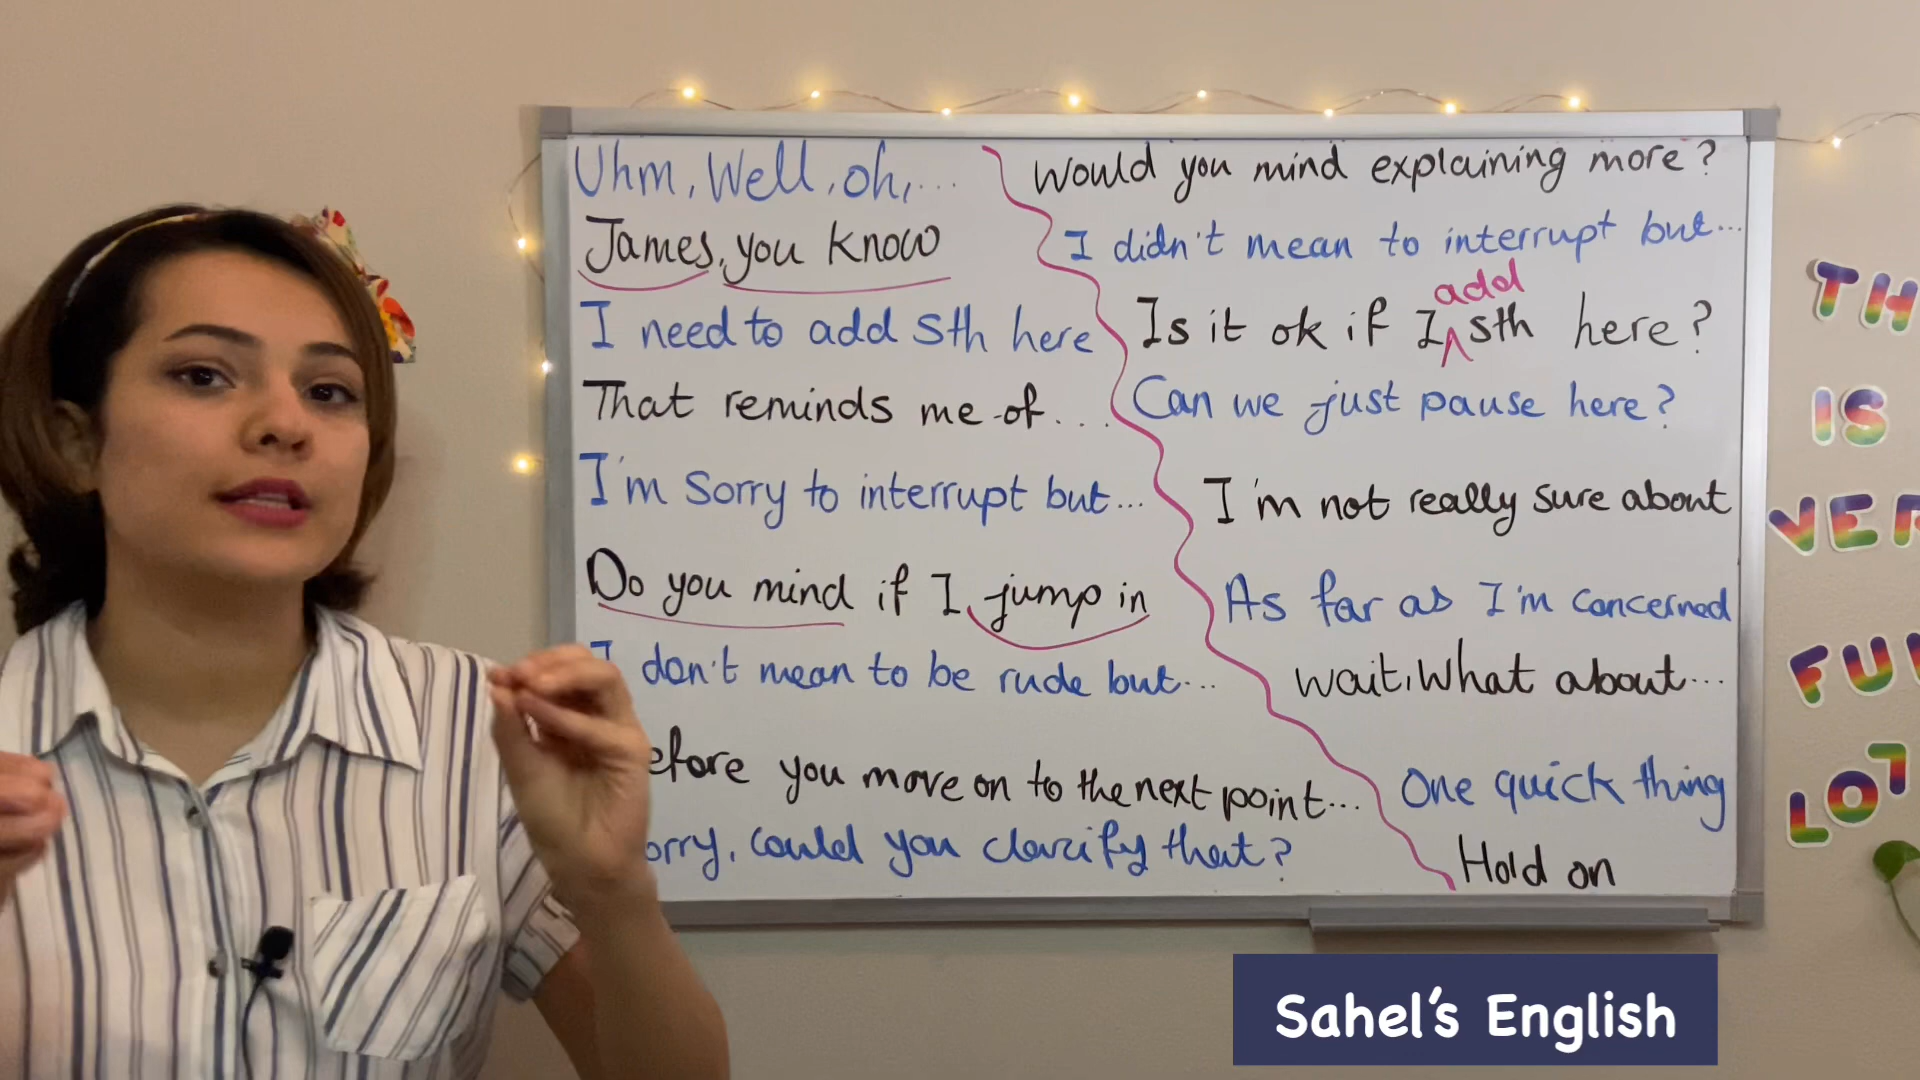 Uhm, Well, oh, ...
James, you know
I need to add sth here
That reminds me of ...
I'm sorry to interrupt but...
Do you mind if I jump in
I don't mean to be rude but...
efore you move on to the next point...
orry, could you clarify that?
Would you mind explaining more?
I didn't mean to interrupt but...
add
Is it ok if I sth here?
Can we just pause here?
I'm not really sure about
As far as I'm concerned
wait, what about...
One quick thing
Hold on
TH
IS
VER
FU
LOT
Sahel's English